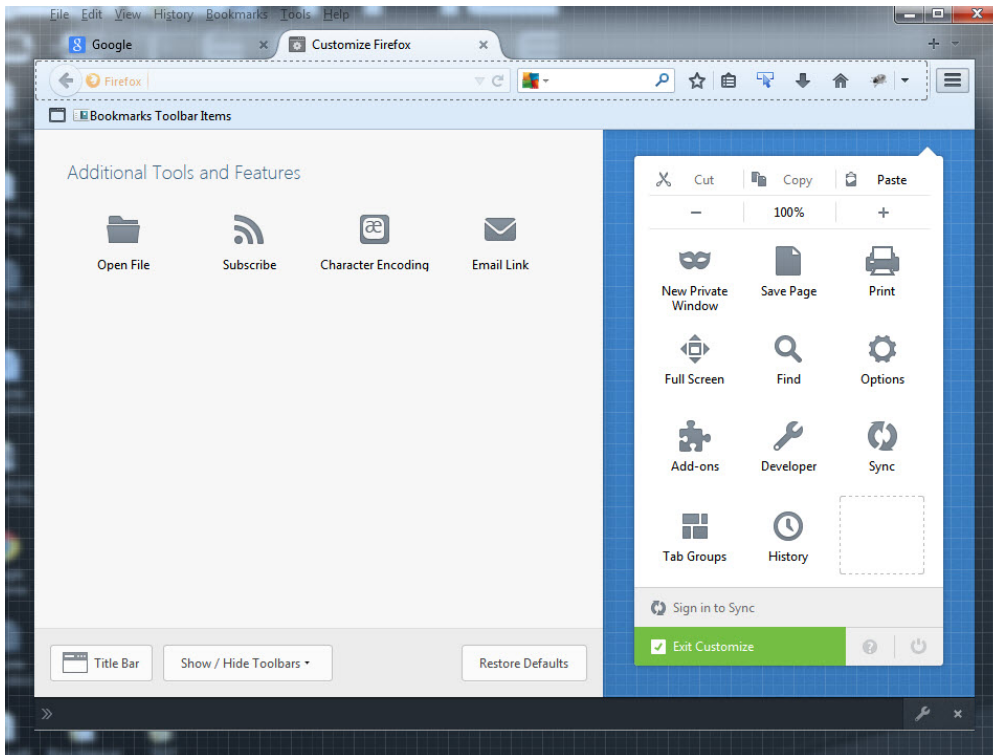 File Edit View History Bookmarks Tools Help
Google
Customize Firefox
Firefox
Bookmarks Toolbar Items
Additional Tools and Features
Cut Copy Paste
100%
Open File Subscribe Character Encoding Email Link
New Private Window
Save Page
Print
Full Screen Find Options
Add-ons Developer Sync
Tab Groups History
Sign in to Sync
Exit Customize
Title Bar Show / Hide Toolbars Restore Defaults